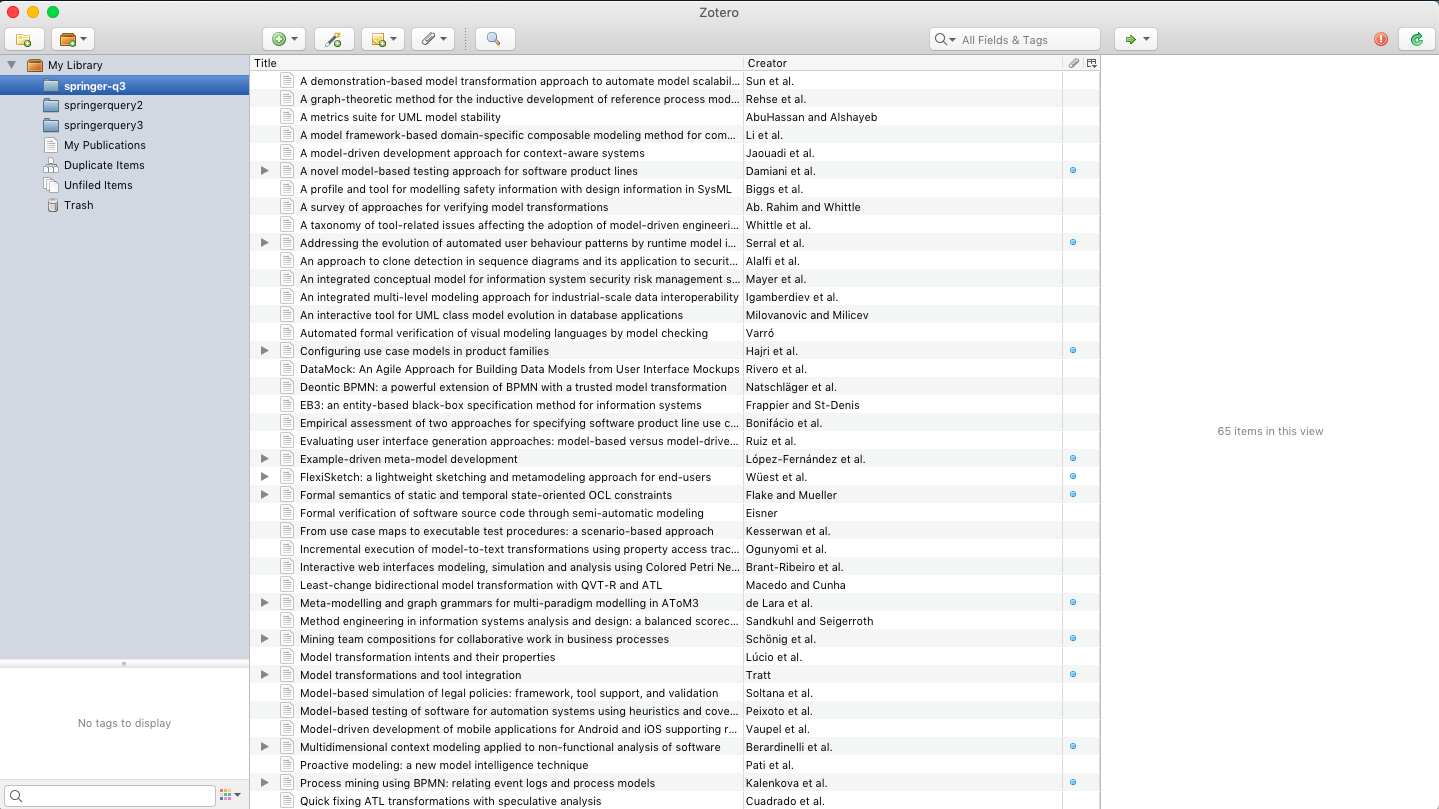 Zotero
All Fields & Tags
My Library
springer-q3
springerquery2
springerquery3
My Publications
Duplicate Items
Unfiled Items
Trash
No tags to display
Title Creator
A demonstration-based model transformation approach to automate model scalabil... Sun et al.
A graph-theoretic method for the inductive development of reference process mod... Rehse et al.
A metrics suite for UML model stability AbuHassan and Alshayeb
A model framework-based domain-specific composable modeling method for com... Li et al.
A model-driven development approach for context-aware systems Jaouadi et al.
A novel model-based testing approach for software product lines Damiani et al.
A profile and tool for modelling safety information with design information in SysML Biggs et al.
A survey of approaches for verifying model transformations Ab. Rahim and Whittle
A taxonomy of tool-related issues affecting the adoption of model-driven engineeri... Whittle et al.
Addressing the evolution of automated user behaviour patterns by runtime model i... Serral et al.
An approach to clone detection in sequence diagrams and its application to securit... Alalfi et al.
An integrated conceptual model for information system security risk management s... Mayer et al.
An integrated multi-level modeling approach for industrial-scale data interoperability Igamberdiev et al.
An interactive tool for UML class model evolution in database applications Milovanovic and Milicev
Automated formal verification of visual modeling languages by model checking Varró
Configuring use case models in product families Hajri et al.
DataMock: An Agile Approach for Building Data Models from User Interface Mockups Rivero et al.
Deontic BPMN: a powerful extension of BPMN with a trusted model transformation Natschläger et al.
EB3: an entity-based black-box specification method for information systems Frappier and St-Denis
Empirical assessment of two approaches for specifying software product line use c... Bonifácio et al.
Evaluating user interface generation approaches: model-based versus model-drive... Ruiz et al.
Example-driven meta-model development López-Fernández et al.
FlexiSketch: a lightweight sketching and metamodeling approach for end-users Wüest et al.
Formal semantics of static and temporal state-oriented OCL constraints Flake and Mueller
Formal verification of software source code through semi-automatic modeling Eisner
From use case maps to executable test procedures: a scenario-based approach Kesserwan et al.
Incremental execution of model-to-text transformations using property access trac... Ogunyomi et al.
Interactive web interfaces modeling, simulation and analysis using Colored Petri Ne... Brant-Ribeiro et al.
Least-change bidirectional model transformation with QVT-R and ATL Macedo and Cunha
Meta-modelling and graph grammars for multi-paradigm modelling in AToM3 de Lara et al.
Method engineering in information systems analysis and design: a balanced scorec... Sandkuhl and Seigerroth
Mining team compositions for collaborative work in business processes Schönig et al.
Model transformation intents and their properties Lúcio et al.
Model transformations and tool integration Tratt
Model-based simulation of legal policies: framework, tool support, and validation Soltana et al.
Model-based testing of software for automation systems using heuristics and cove... Peixoto et al.
Model-driven development of mobile applications for Android and iOS supporting r... Vaupel et al.
Multidimensional context modeling applied to non-functional analysis of software Berardinelli et al.
Proactive modeling: a new model intelligence technique Pati et al.
Process mining using BPMN: relating event logs and process models Kalenkova et al.
Quick fixing ATL transformations with speculative analysis Cuadrado et al.
65 items in this view